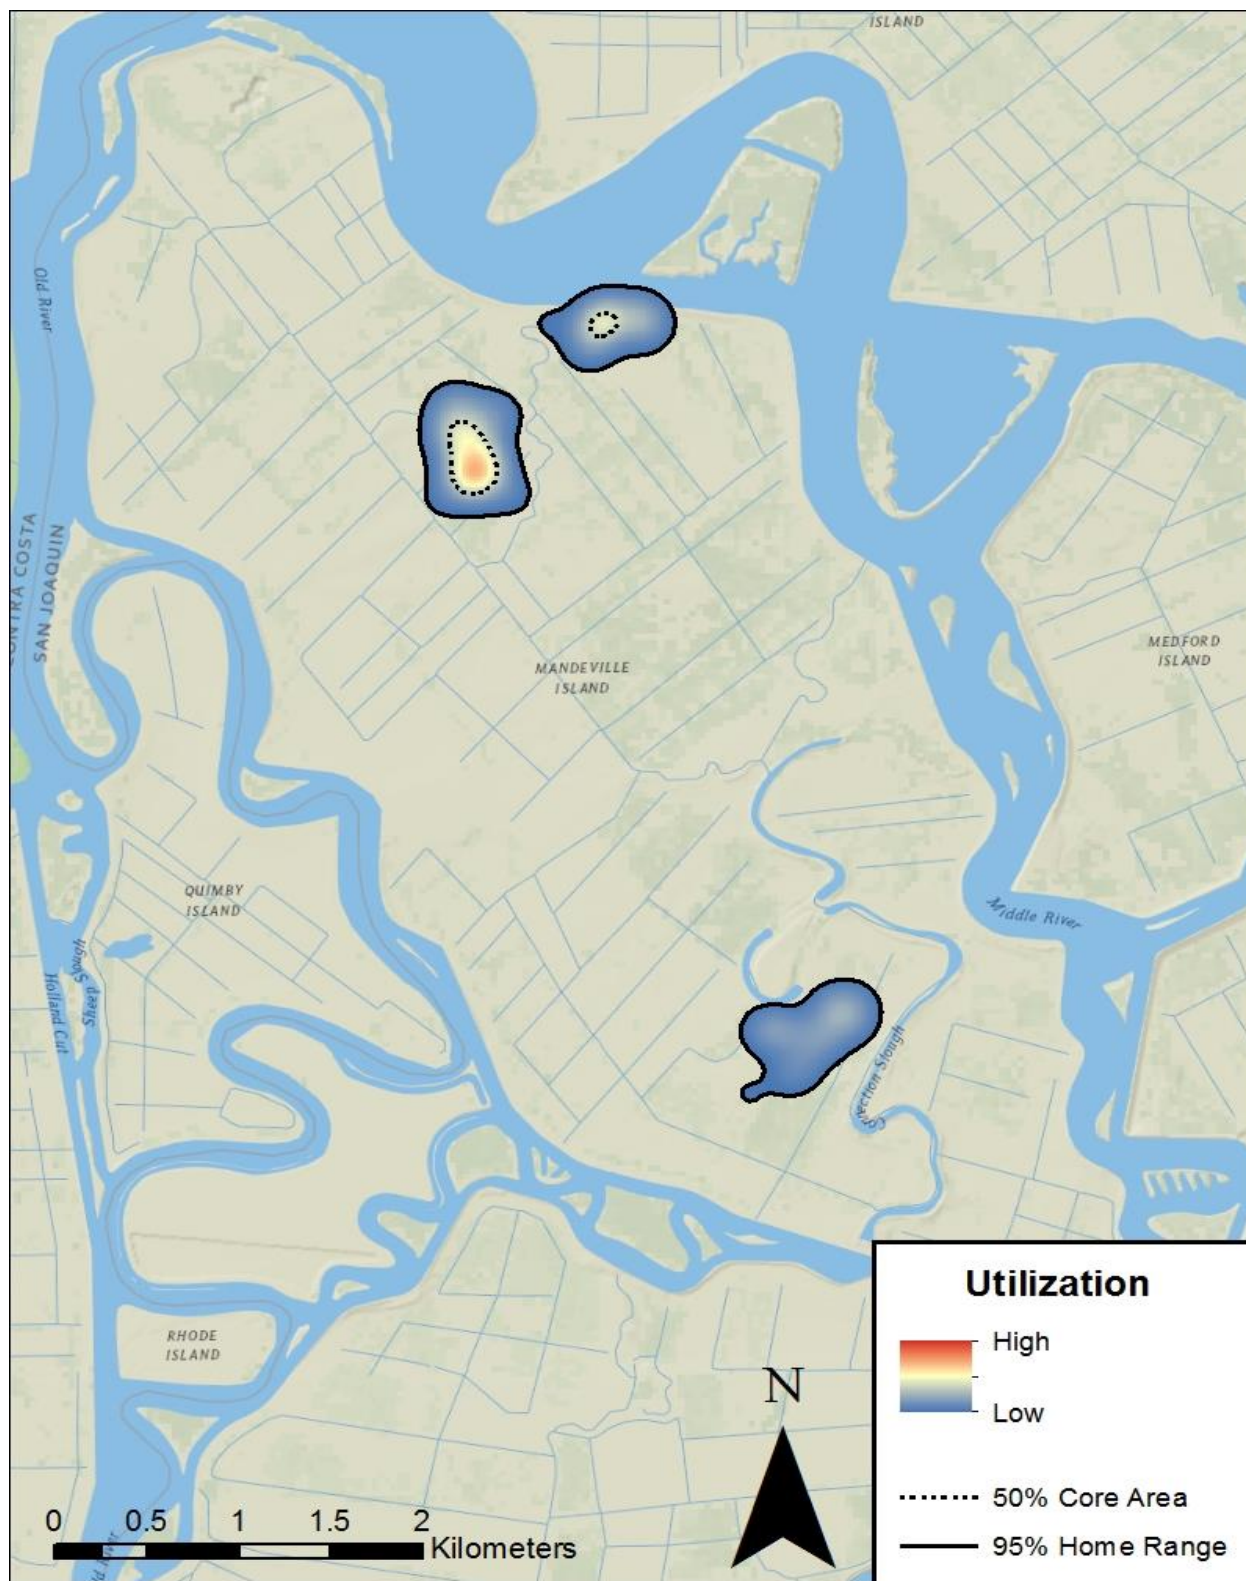 ISLAND
Old River
CONTRA COSTA
SAN JOAQUIN
MANDEVILLE
ISLAND
MEDFORD
ISLAND
QUIMBY
ISLAND
Middle River
Sheep Slough
Holland Cut
Connection Slough
RHODE
ISLAND
Utilization
High
Low
50% Core Area
95% Home Range
N
0 0.5 1 1.5 2
Kilometers
River